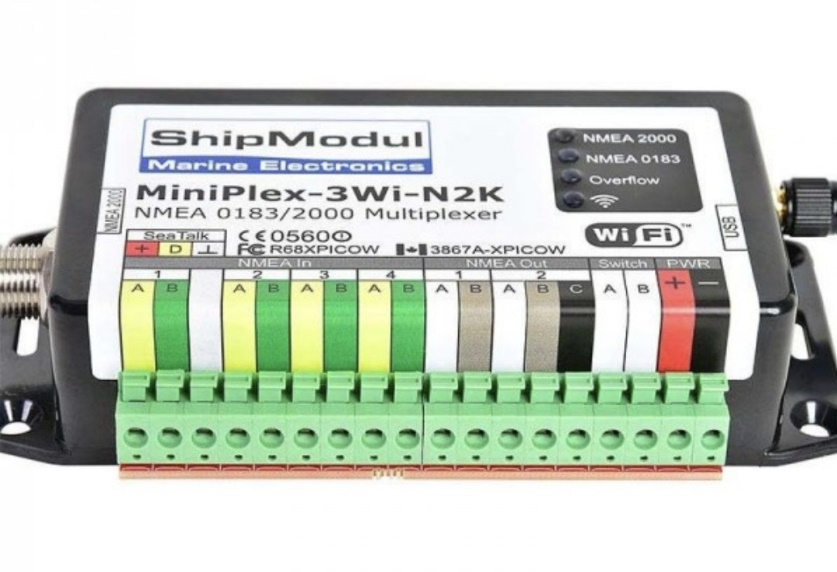 ShipModul
Marine Electronics
MiniPlex-3Wi-N2K
NMEA 0183/2000 Multiplexer
NMEA 2000
NMEA 0183
Overflow
WiFi™
NMEA 2000
USB
SeaTalk
+ D
CE0560
FC R68XPICOW 3867A-XPICOW
NMEA In NMEA Out Switch PWR
1 2 3 4 1 2
A B A B A B A B A B A B C A B + −